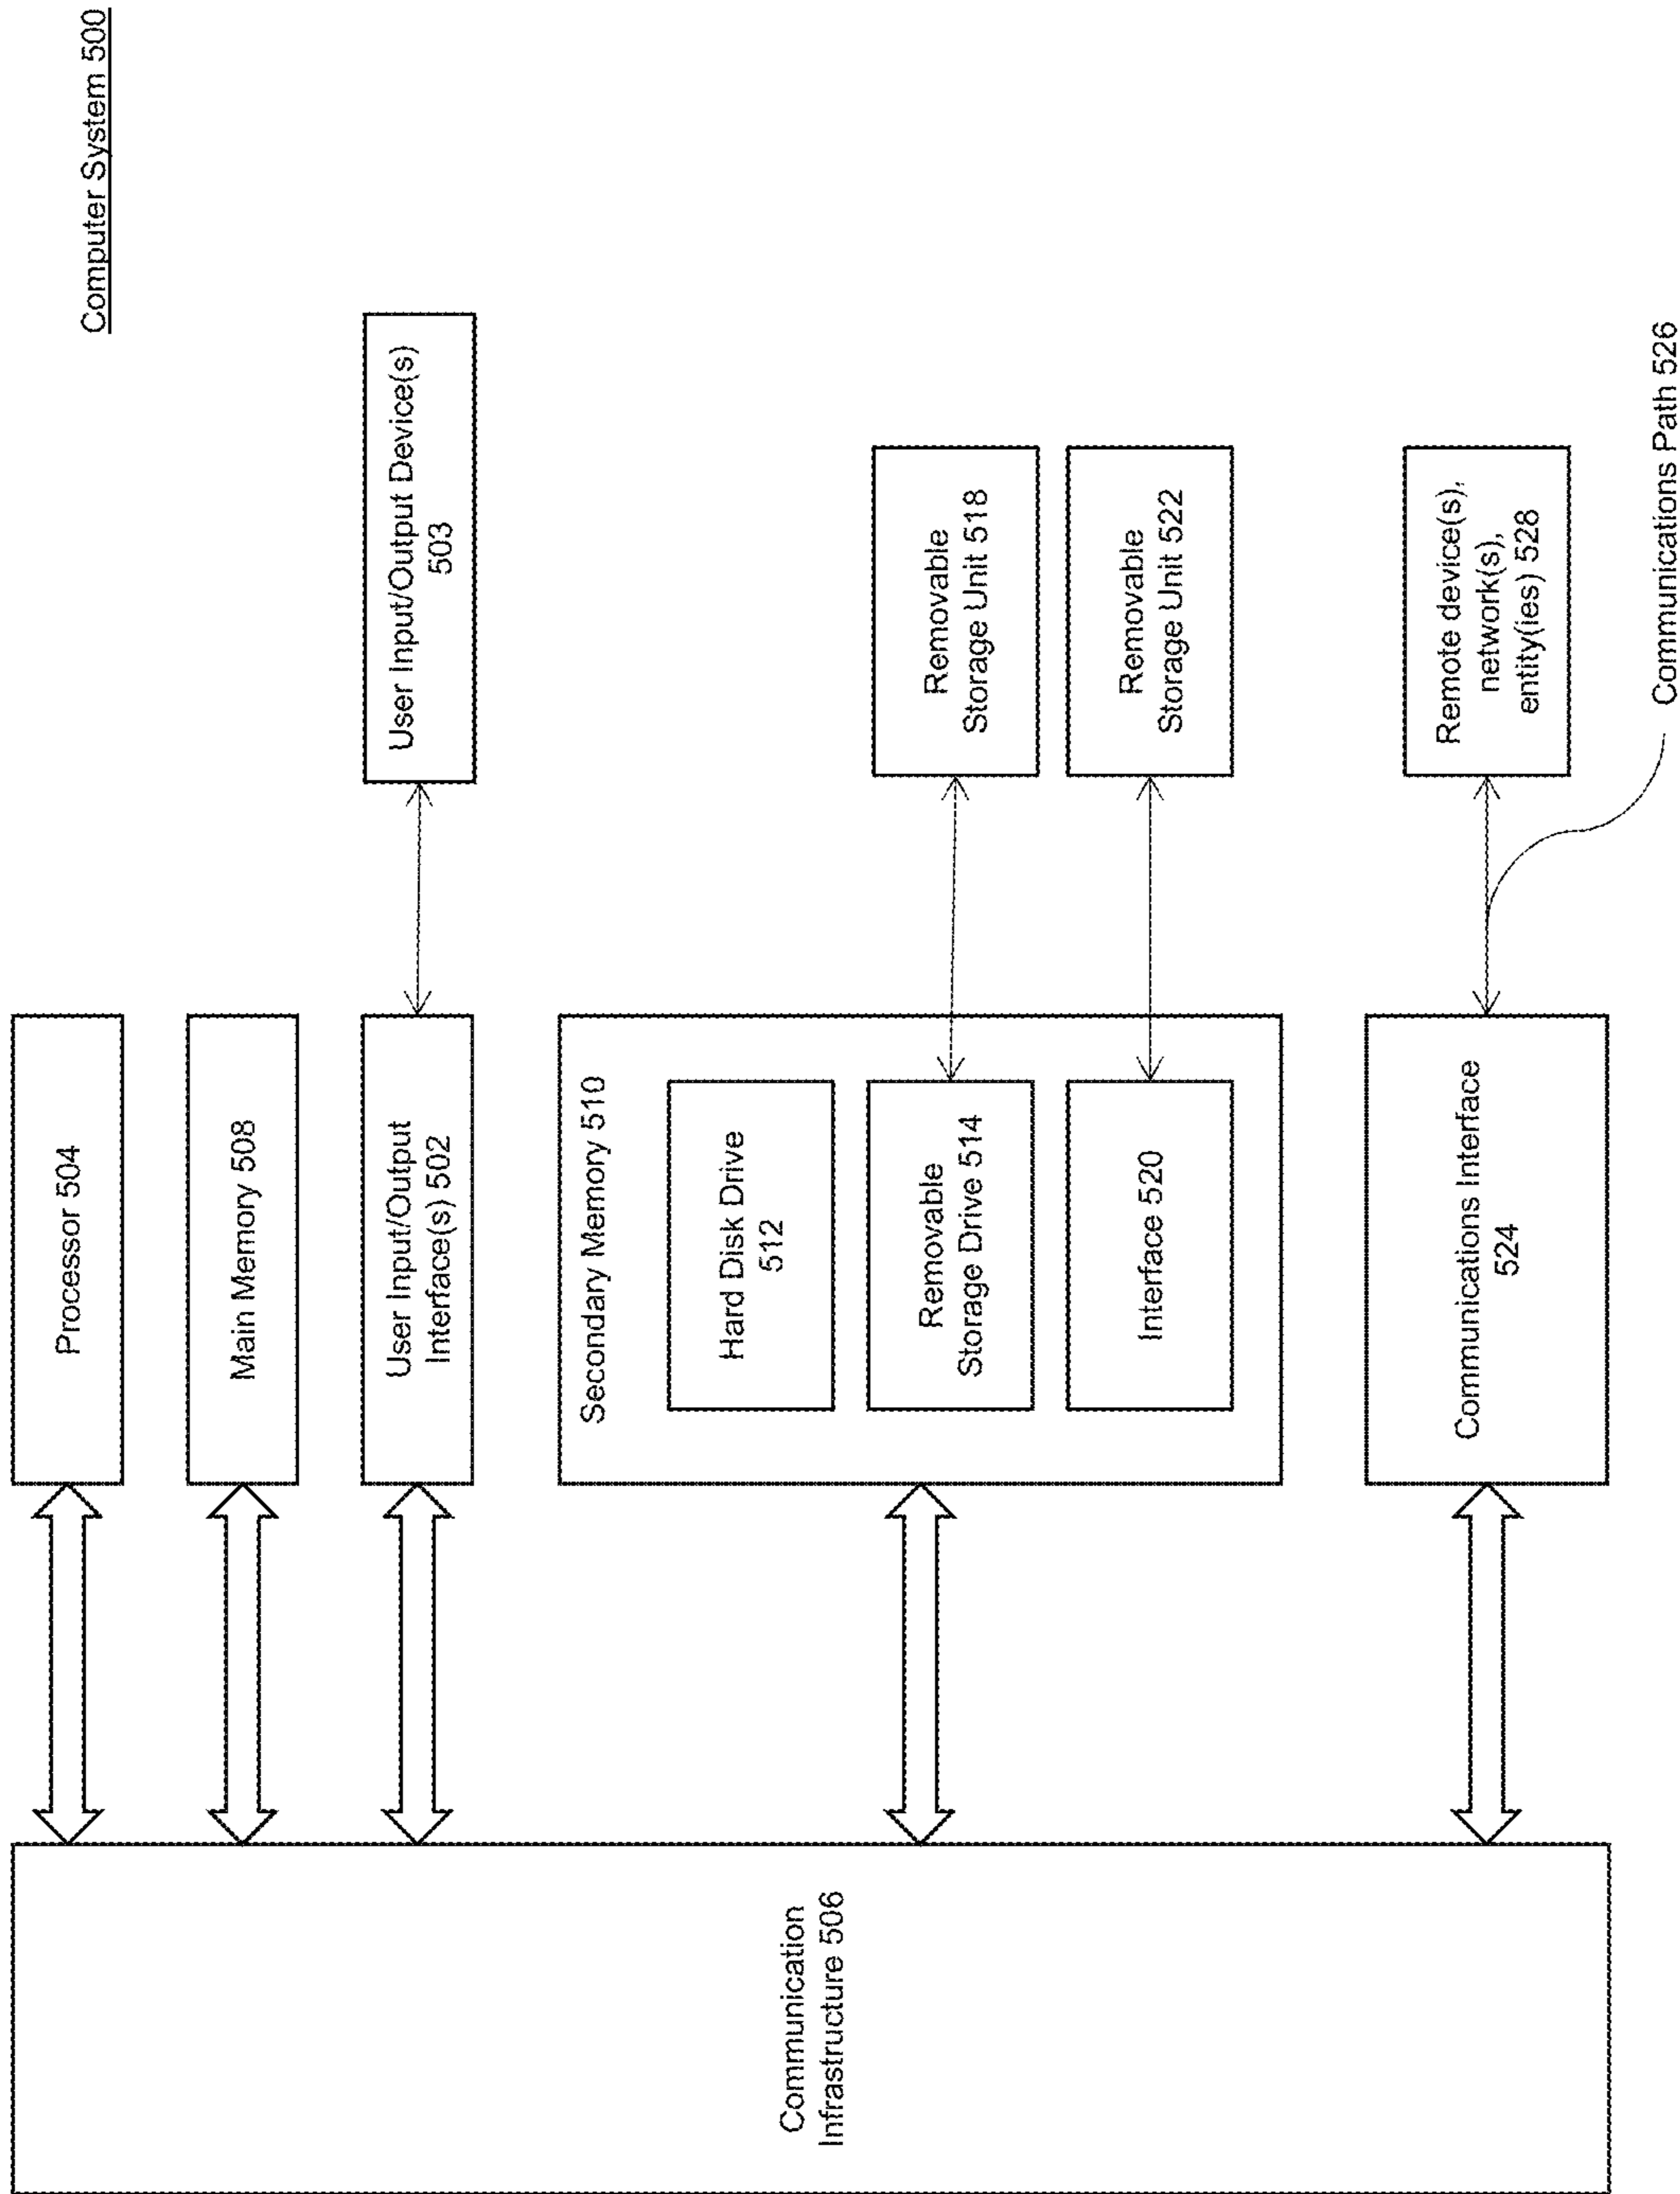 Computer System 500
Processor 504
Main Memory 508
User Input/Output
Interface(s) 502
User Input/Output Device(s)
503
Communication
Infrastructure 506
Secondary Memory 510
Hard Disk Drive
512
Removable
Storage Drive 514
Removable
Storage Unit 518
Interface 520
Removable
Storage Unit 522
Communications Interface
524
Remote device(s),
network(s),
entity(ies) 528
Communications Path 526